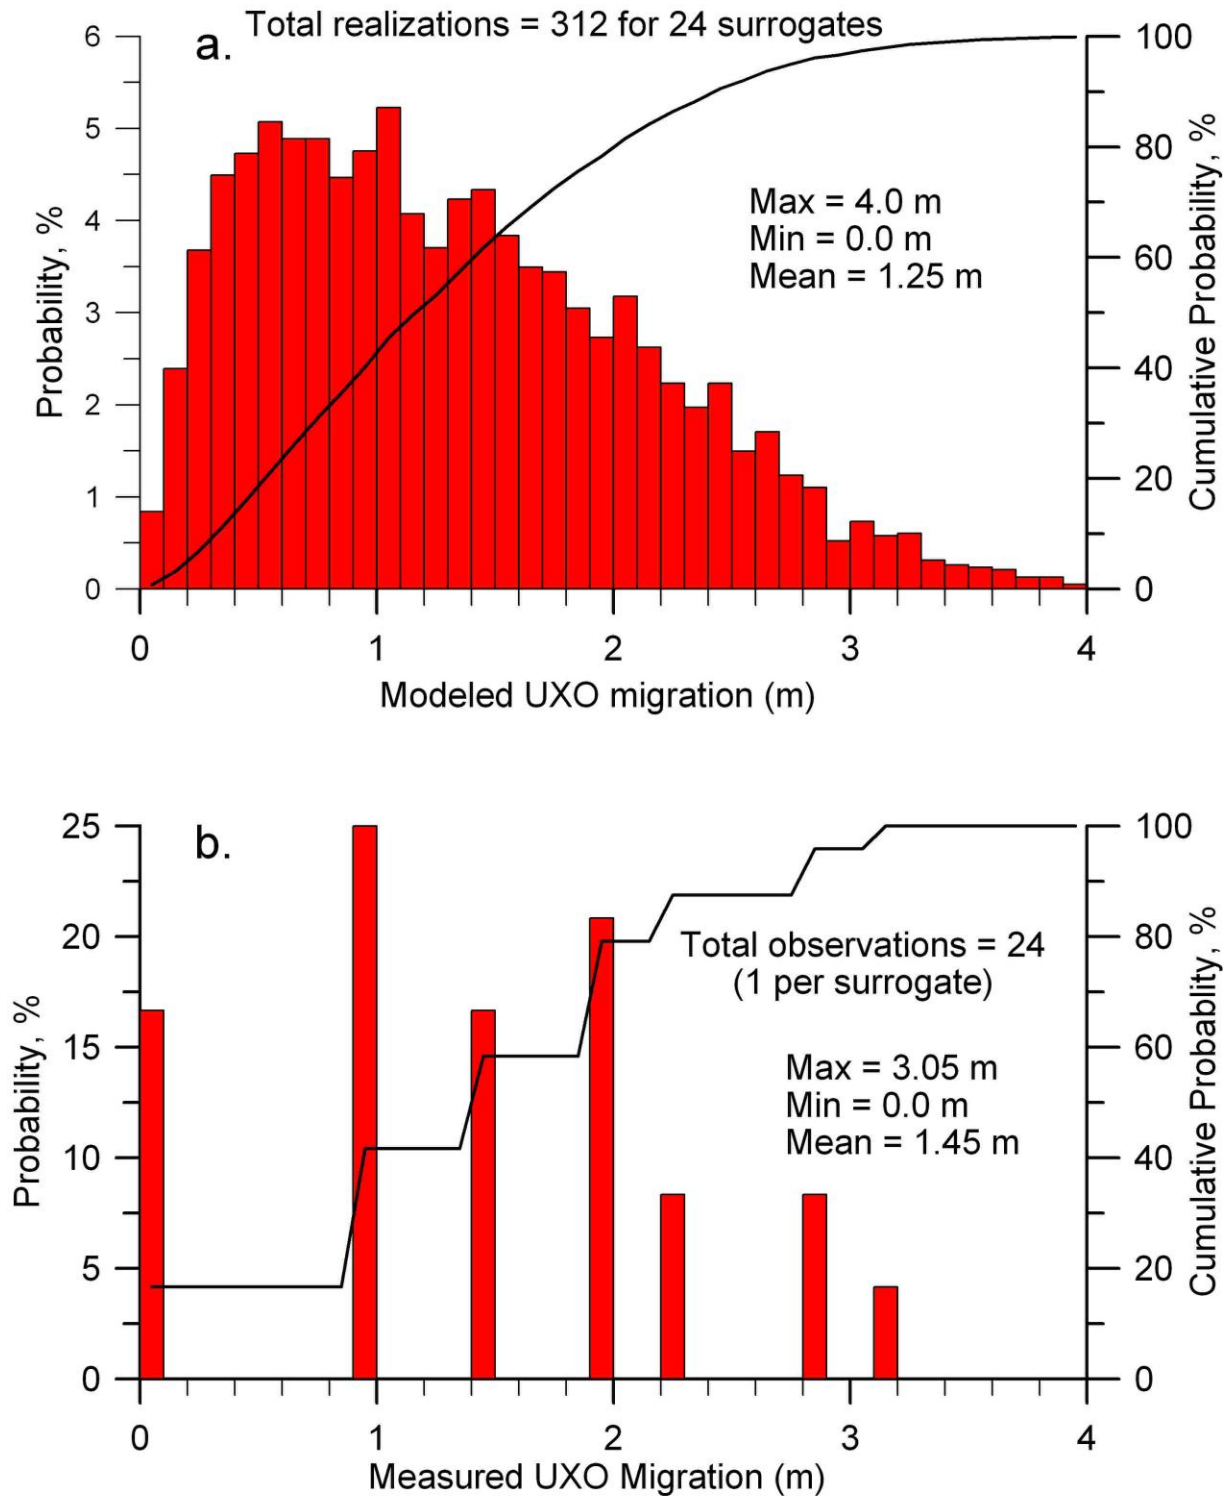 Total realizations = 312 for 24 surrogates
a.
6
5
4
3
2
1
0
Probability, %
100
80
60
40
20
0
Cumulative Probability, %
Max = 4.0 m
Min = 0.0 m
Mean = 1.25 m
0 1 2 3 4
Modeled UXO migration (m)
b.
25
20
15
10
5
0
Probability, %
100
80
60
40
20
0
Cumulative Probablity, %
Total observations = 24
(1 per surrogate)
Max = 3.05 m
Min = 0.0 m
Mean = 1.45 m
0 1 2 3 4
Measured UXO Migration (m)